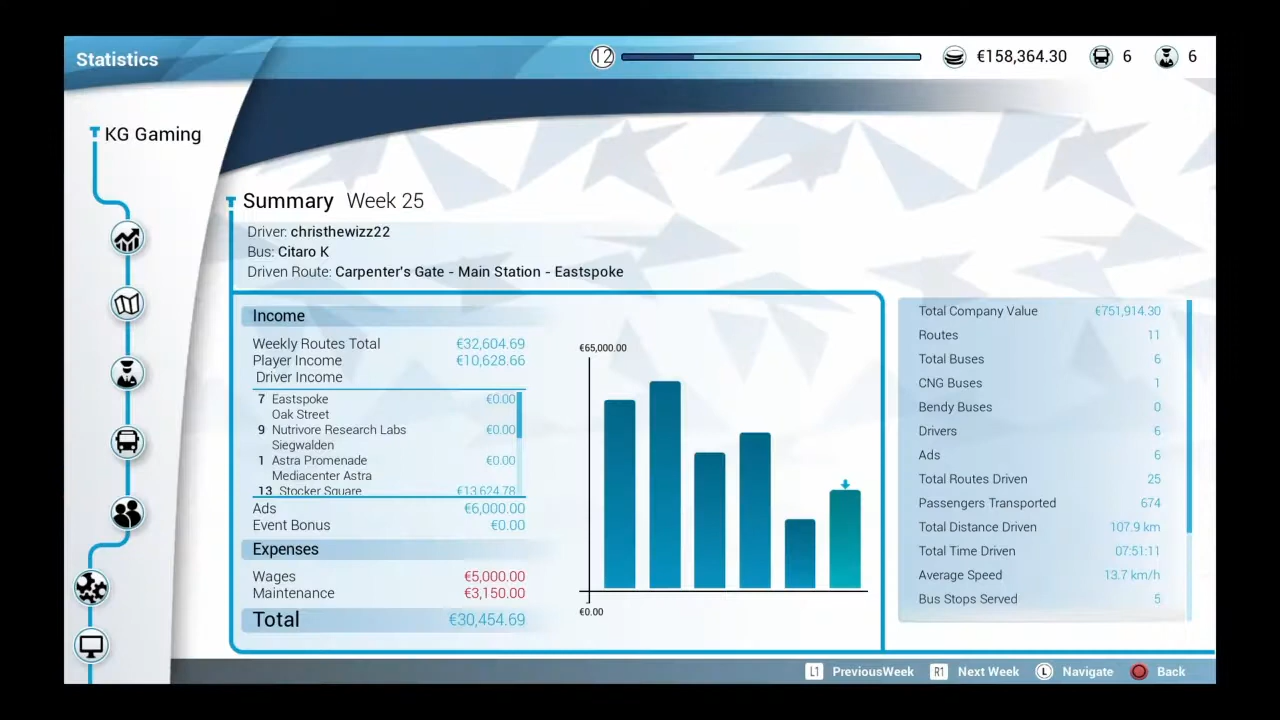 Statistics
12
€158,364.30
6
6
KG Gaming
Summary Week 25
Driver: christhewizz22
Bus: Citaro K
Driven Route: Carpenter's Gate - Main Station - Eastspoke
Income
Weekly Routes Total €32,604.69
Player Income €10,628.66
Driver Income
7 Eastspoke €0.00
Oak Street
9 Nutrivore Research Labs €0.00
Siegwalden
1 Astra Promenade €0.00
Mediacenter Astra
13 Stocker Square €13,624.78
Ads €6,000.00
Event Bonus €0.00
Expenses
Wages €5,000.00
Maintenance €3,150.00
Total €30,454.69
€65,000.00
€0.00
Total Company Value €751,914.30
Routes 11
Total Buses 6
CNG Buses 1
Bendy Buses 0
Drivers 6
Ads 6
Total Routes Driven 25
Passengers Transported 674
Total Distance Driven 107.9 km
Total Time Driven 07:51:11
Average Speed 13.7 km/h
Bus Stops Served 5
L1 PreviousWeek R1 Next Week L Navigate Back